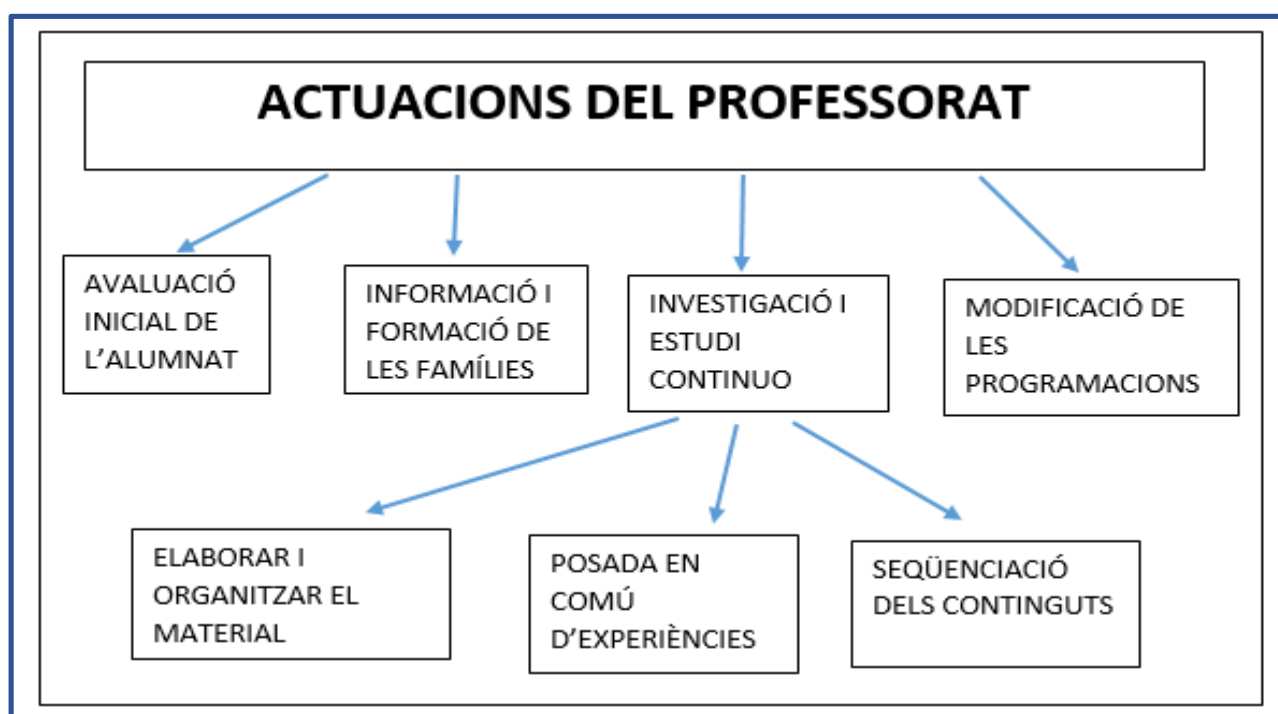 ACTUACIONS DEL PROFESSORAT
AVALUACIÓ
INICIAL DE
L'ALUMNAT
INFORMACIÓ I
FORMACIÓ DE
LES FAMÍLIES
INVESTIGACIÓ I
ESTUDI
CONTINUO
MODIFICACIÓ DE
LES
PROGRAMACIONS
ELABORAR I
ORGANITZAR EL
MATERIAL
POSADA EN
COMÚ
D'EXPERIÈNCIES
SEQÜENCIACIÓ
DELS CONTINGUTS